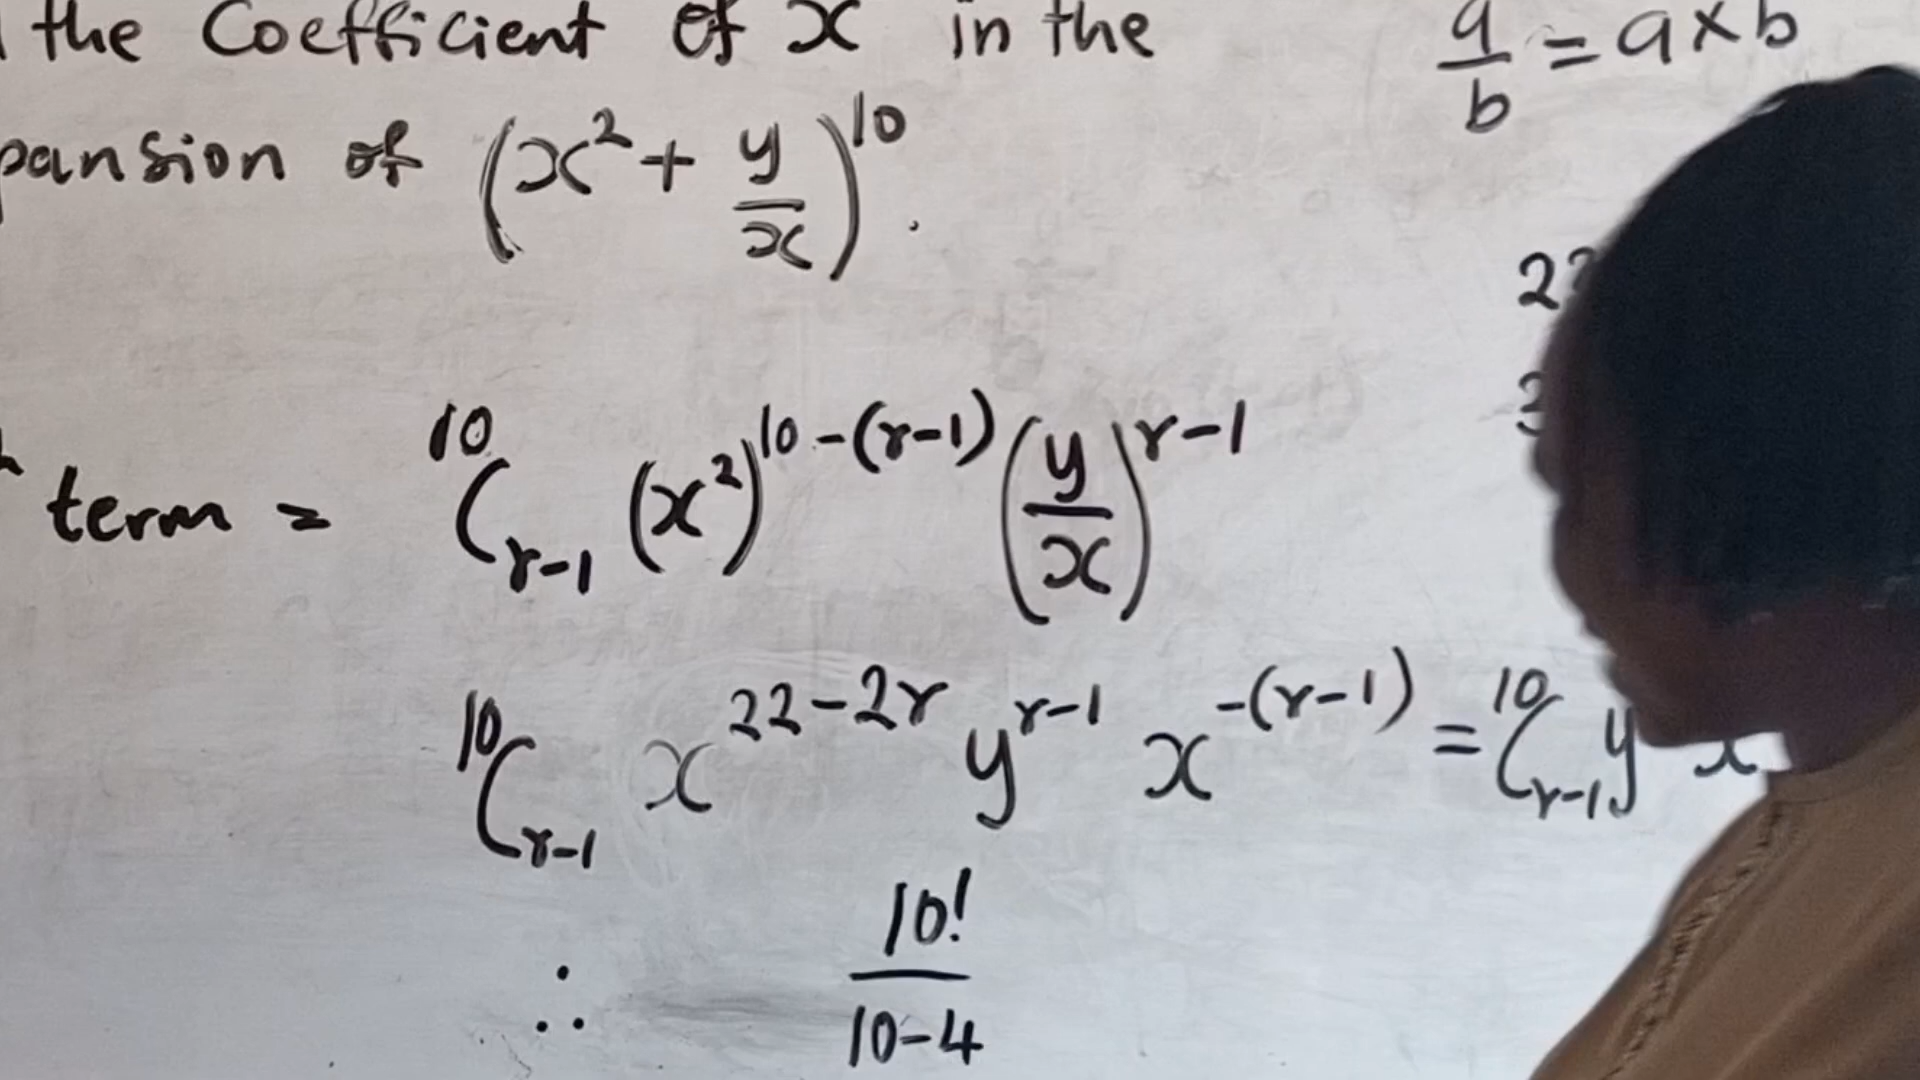 the Coefficient of x in the
pansion of (x² + y/x)¹⁰.
a/b = a × b
term = ¹⁰C_{r-1} (x²)^{10-(r-1)} (y/x)^{r-1}
¹⁰C_{r-1} x^{22-2r} y^{r-1} x^{-(r-1)} = ¹⁰C_{r-1} y x
∴ 10!/10-4